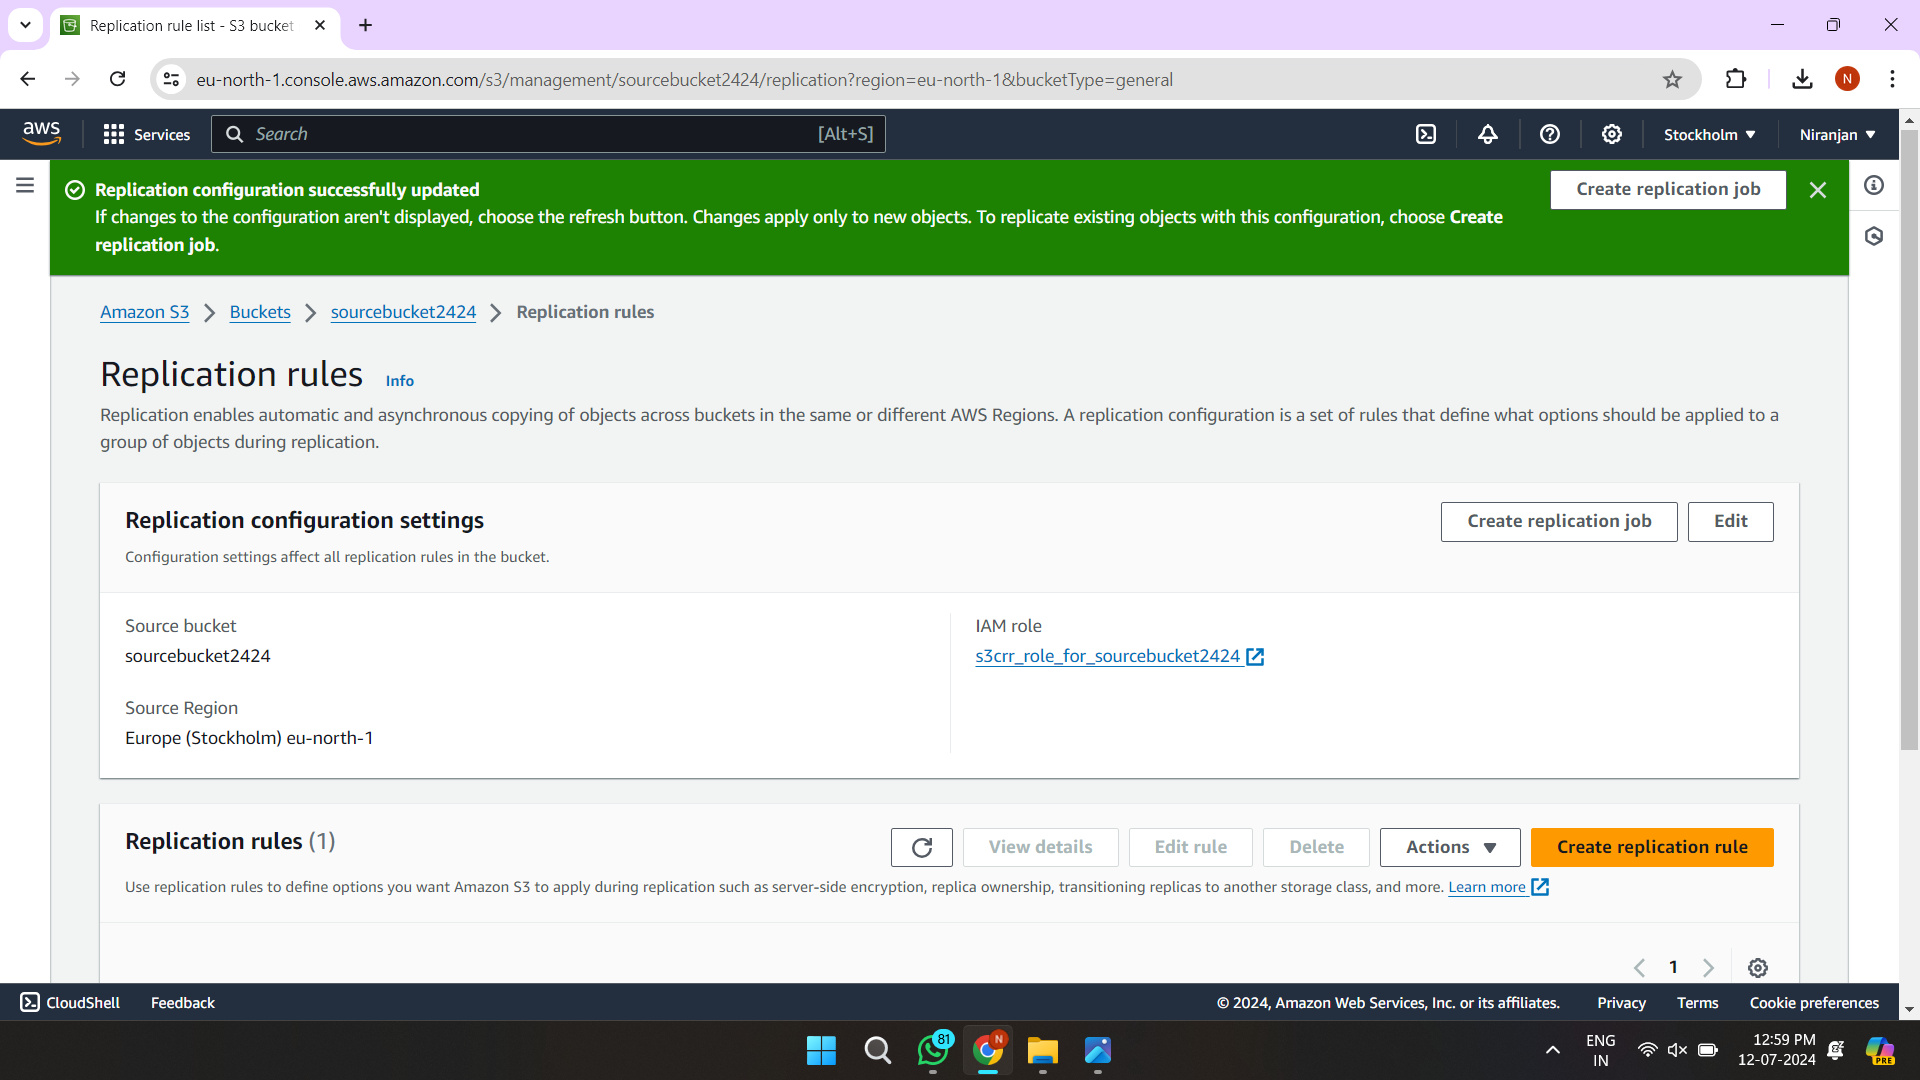 Replication rule list - S3 bucket
eu-north-1.console.aws.amazon.com/s3/management/sourcebucket2424/replication?region=eu-north-1&bucketType=general
N
aws
Services
Search
[Alt+S]
Stockholm
Niranjan
Replication configuration successfully updated
If changes to the configuration aren't displayed, choose the refresh button. Changes apply only to new objects. To replicate existing objects with this configuration, choose Create
replication job.
Create replication job
Amazon S3
Buckets
sourcebucket2424
Replication rules
Replication rules
Info
Replication enables automatic and asynchronous copying of objects across buckets in the same or different AWS Regions. A replication configuration is a set of rules that define what options should be applied to a
group of objects during replication.
Replication configuration settings
Create replication job
Edit
Configuration settings affect all replication rules in the bucket.
Source bucket
sourcebucket2424
IAM role
s3crr_role_for_sourcebucket2424
Source Region
Europe (Stockholm) eu-north-1
Replication rules (1)
View details
Edit rule
Delete
Actions
Create replication rule
Use replication rules to define options you want Amazon S3 to apply during replication such as server-side encryption, replica ownership, transitioning replicas to another storage class, and more. Learn more
1
CloudShell
Feedback
© 2024, Amazon Web Services, Inc. or its affiliates.
Privacy
Terms
Cookie preferences
81
N
ENG
IN
12:59 PM
12-07-2024
PRE